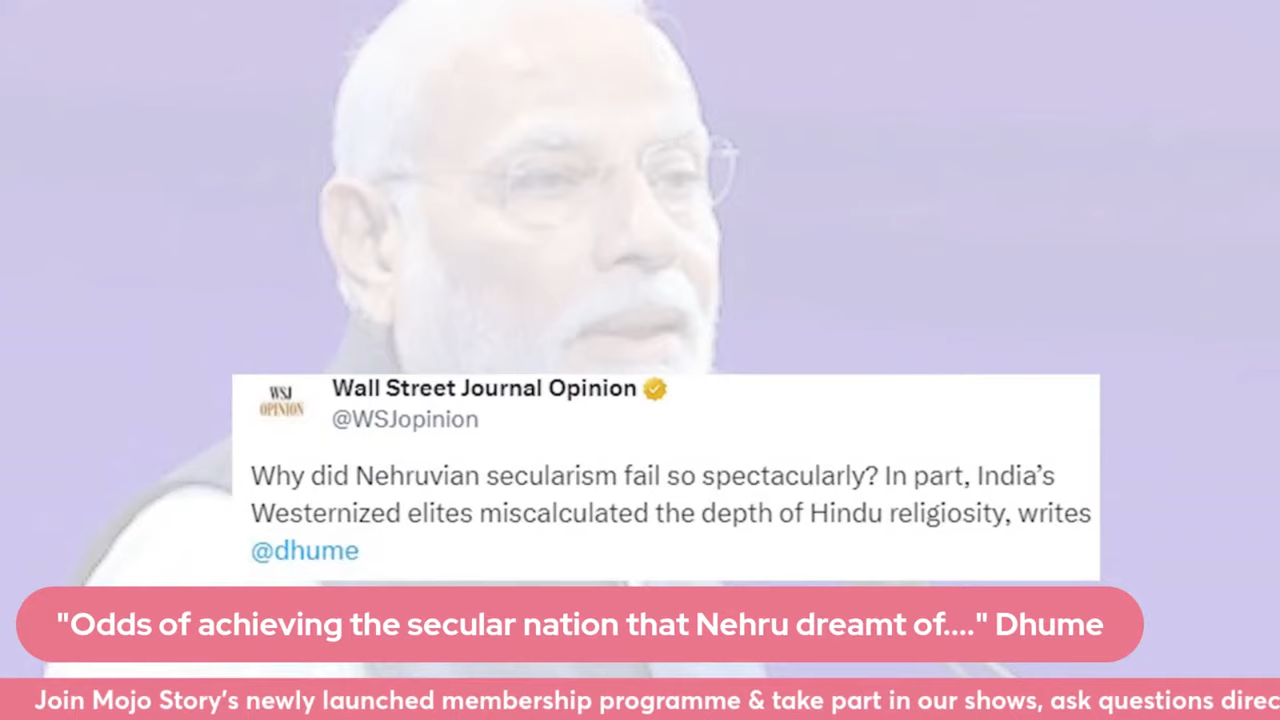 WSJ
OPINION
Wall Street Journal Opinion
@WSJopinion
Why did Nehruvian secularism fail so spectacularly? In part, India’s
Westernized elites miscalculated the depth of Hindu religiosity, writes
@dhume
"Odds of achieving the secular nation that Nehru dreamt of...." Dhume
Join Mojo Story’s newly launched membership programme & take part in our shows, ask questions direc